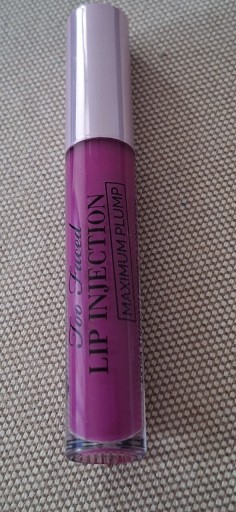 Too Faced
LIP INJECTION
MAXIMUM PLUMP